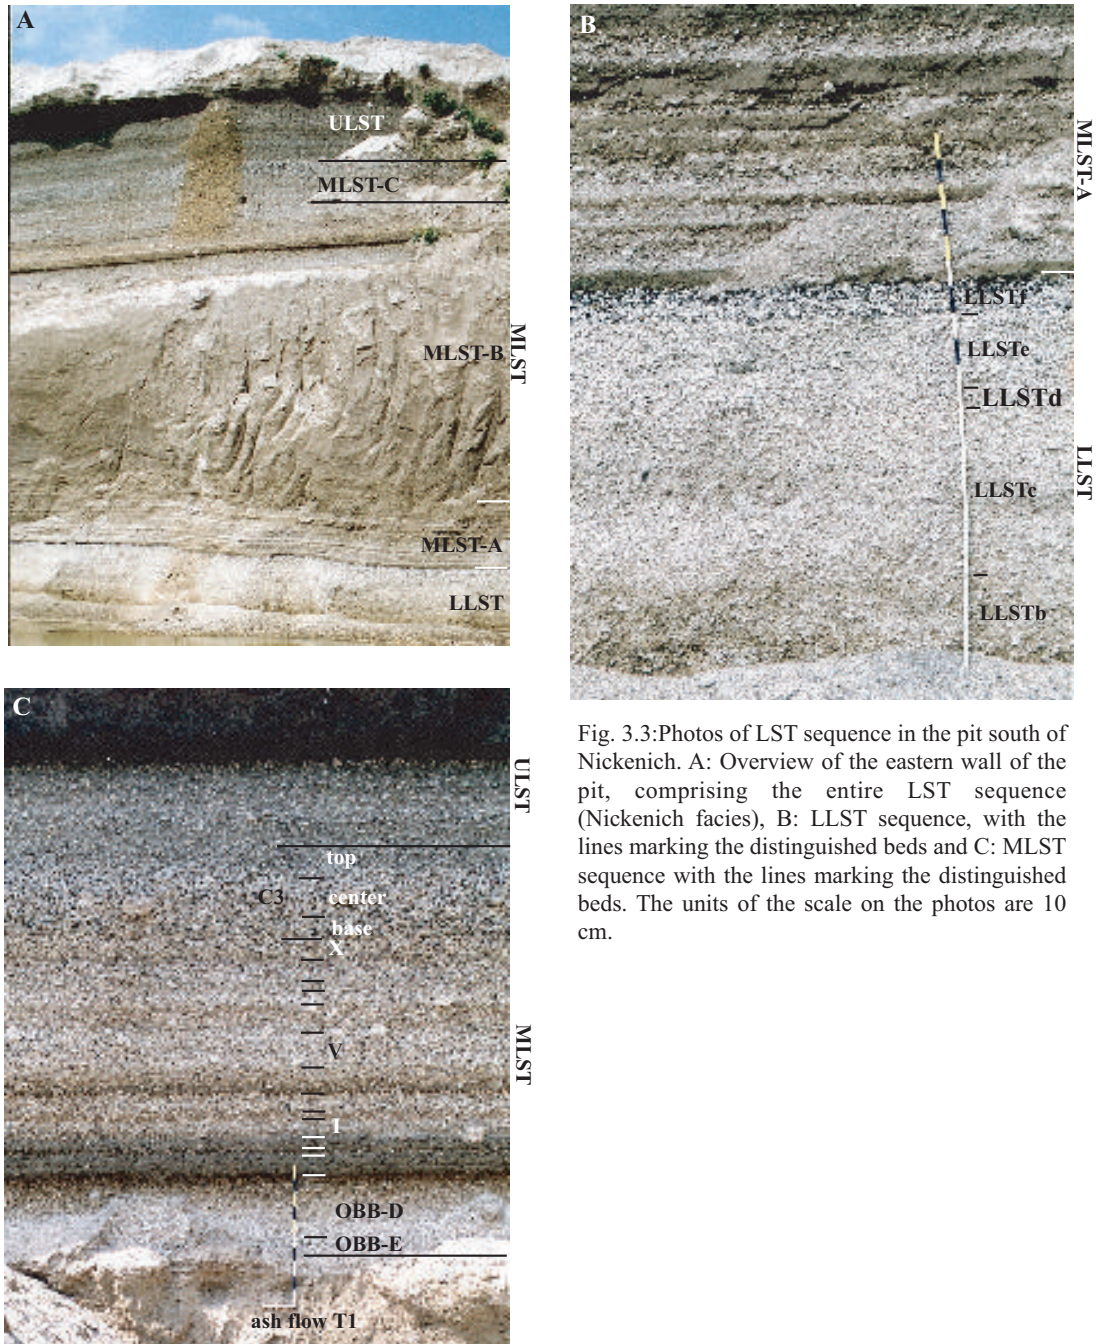 A
ULST
MLST-C
MLST-B
MLST
MLST-A
LLST
B
MLST-A
LLSTf
LLSTe
LLSTd
LLST
LLSTc
LLSTb
C
ULST
top
C3
center
base
X
MLST
V
I
OBB-D
OBB-E
ash flow T1
Fig. 3.3:Photos of LST sequence in the pit south of
Nickenich. A: Overview of the eastern wall of the
pit, comprising the entire LST sequence
(Nickenich facies), B: LLST sequence, with the
lines marking the distinguished beds and C: MLST
sequence with the lines marking the distinguished
beds. The units of the scale on the photos are 10
cm.